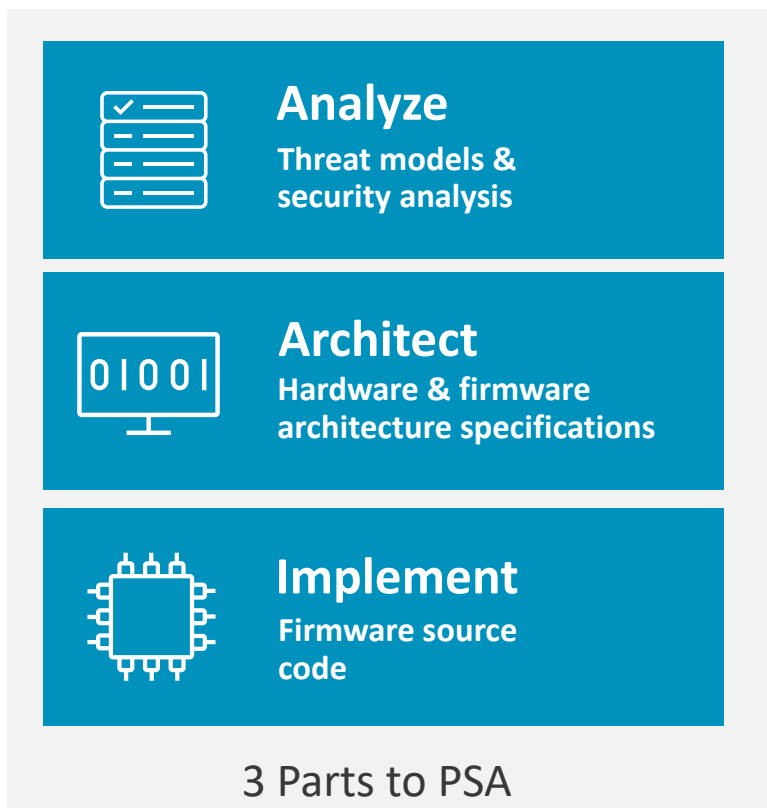 Analyze
Threat models &
security analysis
01001
Architect
Hardware & firmware
architecture specifications
Implement
Firmware source
code
3 Parts to PSA